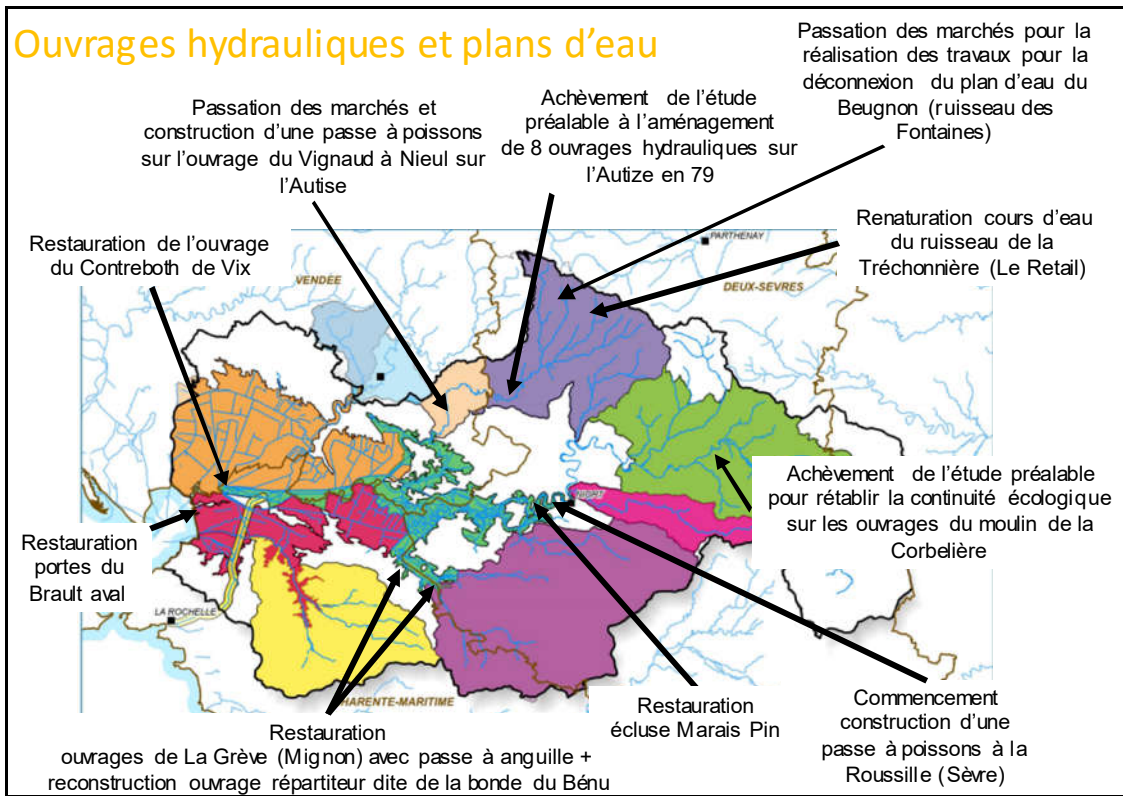 Ouvrages hydrauliques et plans d'eau
Passation des marchés pour la
réalisation des travaux pour la
déconnexion du plan d'eau du
Beugnon (ruisseau des
Fontaines)
Passation des marchés et
construction d'une passe à poissons
sur l'ouvrage du Vignaud à Nieul sur
l'Autise
Achèvement de l'étude
préalable à l'aménagement
de 8 ouvrages hydrauliques sur
l'Autize en 79
Renaturation cours d'eau
du ruisseau de la
Tréchonnière (Le Retail)
Restauration de l'ouvrage
du Contreboth de Vix
PARTHENAY
VENDÉE
DEUX-SEVRES
Achèvement de l'étude préalable
pour rétablir la continuité écologique
sur les ouvrages du moulin de la
Corbelière
NIORT
Restauration
portes du
Brault aval
LA ROCHELLE
HARENTE-MARITIME
Restauration
ouvrages de La Grève (Mignon) avec passe à anguille +
reconstruction ouvrage répartiteur dite de la bonde du Bénu
Restauration
écluse Marais Pin
Commencement
construction d'une
passe à poissons à la
Roussille (Sèvre)